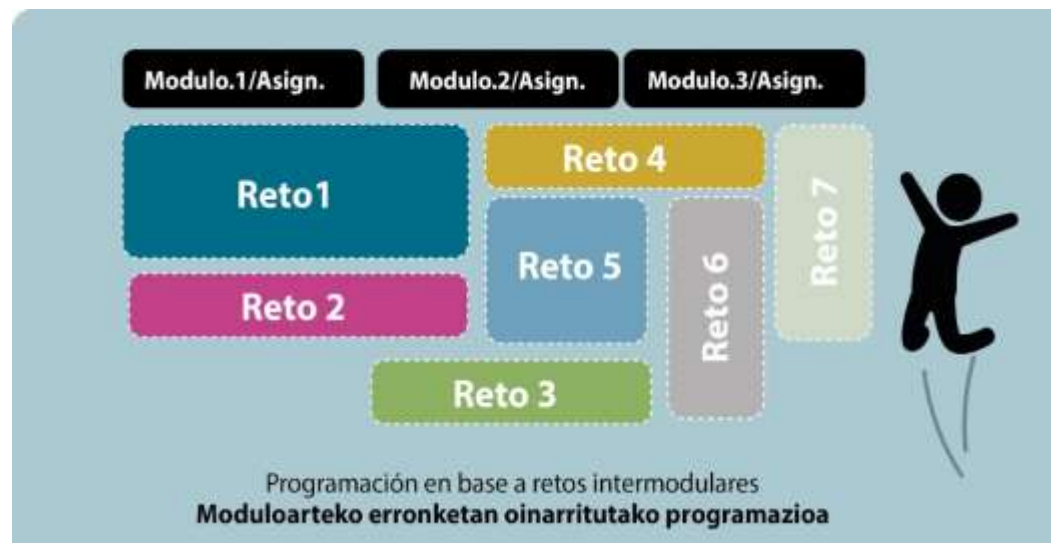 Modulo.1/Asign.
Modulo.2/Asign.
Modulo.3/Asign.
Reto1
Reto 4
Reto 7
Reto 5
Reto 6
Reto 2
Reto 3
Programación en base a retos intermodulares
Moduloarteko erronketan oinarritutako programazioa